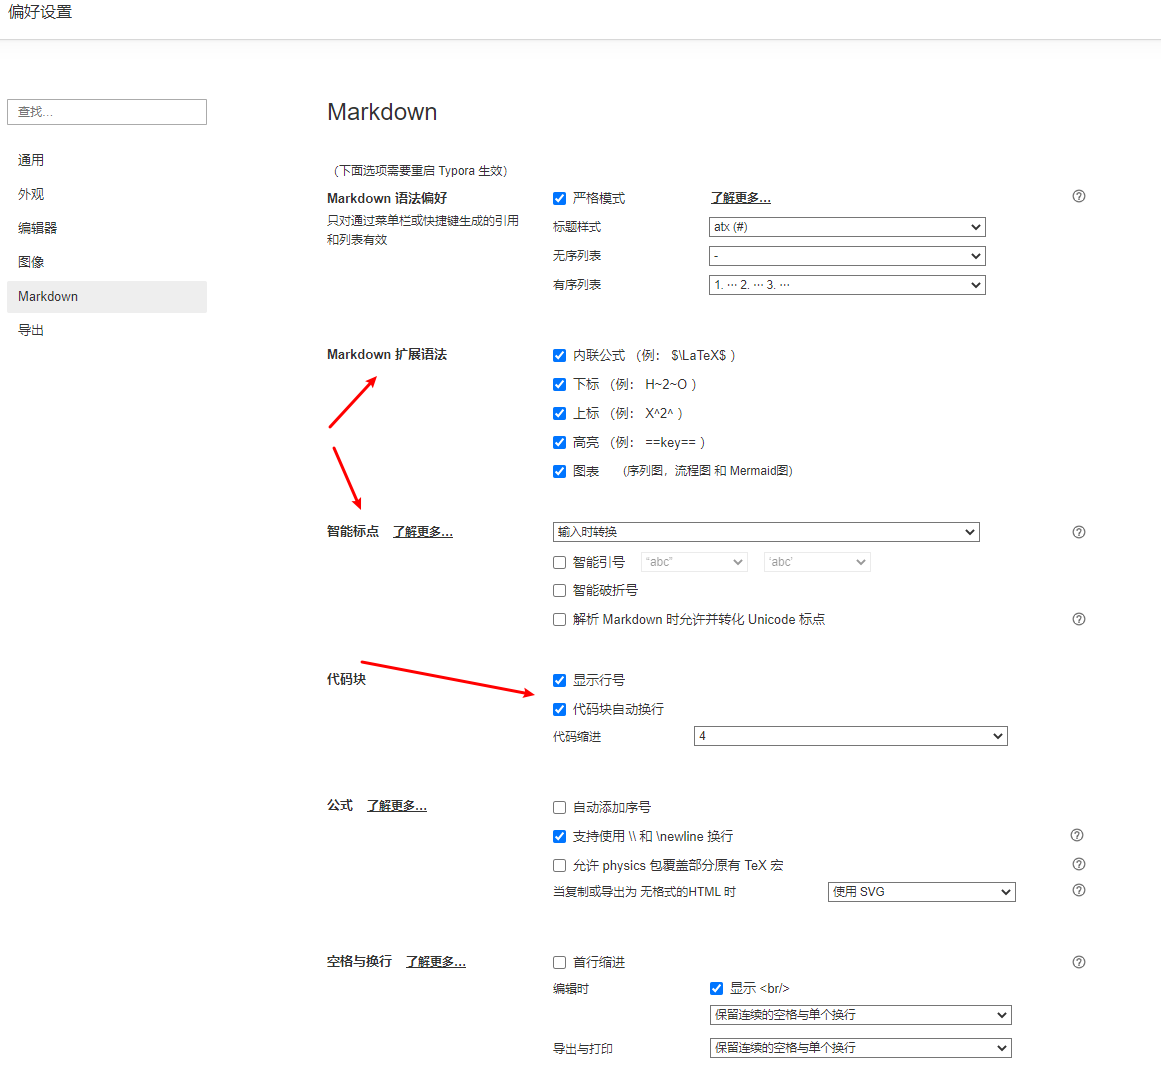 偏好设置
查找...
通用
外观
编辑器
图像
Markdown
导出
Markdown
（下面选项需要重启 Typora 生效）
Markdown 语法偏好
只对通过菜单栏或快捷键生成的引用
和列表有效
严格模式 了解更多...
标题样式 atx (#)
无序列表 -
有序列表 1. ··· 2. ··· 3. ···
Markdown 扩展语法
内联公式 （例： $\LaTeX$ ）
下标 （例： H~2~O ）
上标 （例： X^2^ ）
高亮 （例： ==key== ）
图表 (序列图，流程图 和 Mermaid图)
智能标点 了解更多... 输入时转换
智能引号 “abc” ‘abc’
智能破折号
解析 Markdown 时允许并转化 Unicode 标点
代码块
显示行号
代码块自动换行
代码缩进 4
公式 了解更多...
自动添加序号
支持使用 \\ 和 \newline 换行
允许 physics 包覆盖部分原有 TeX 宏
当复制或导出为 无格式的HTML 时 使用 SVG
空格与换行 了解更多...
首行缩进
编辑时 显示 <br/>
保留连续的空格与单个换行
导出与打印 保留连续的空格与单个换行